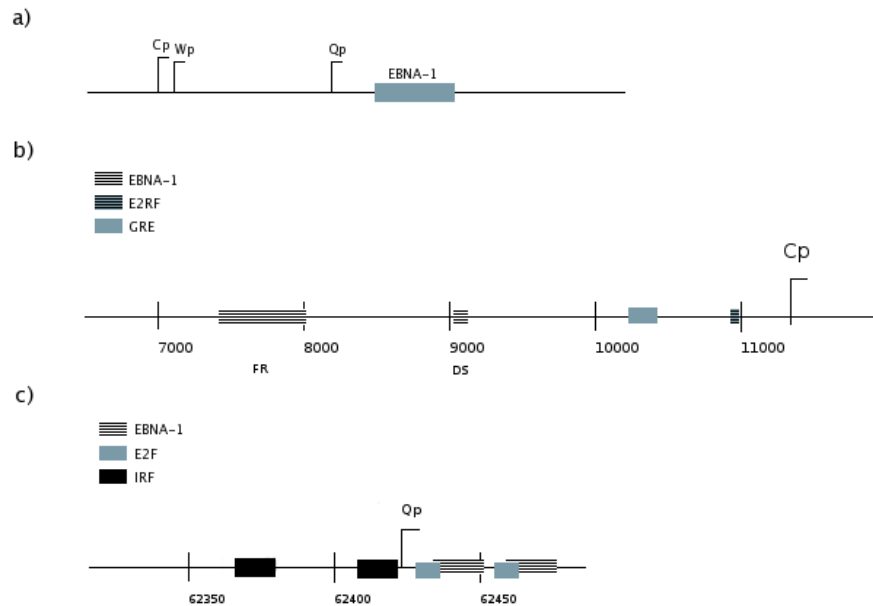 a)
Cp Wp Qp
EBNA-1
b)
EBNA-1
E2RF
GRE
Cp
7000 8000 9000 10000 11000
FR DS
c)
EBNA-1
E2F
IRF
Qp
62350 62400 62450